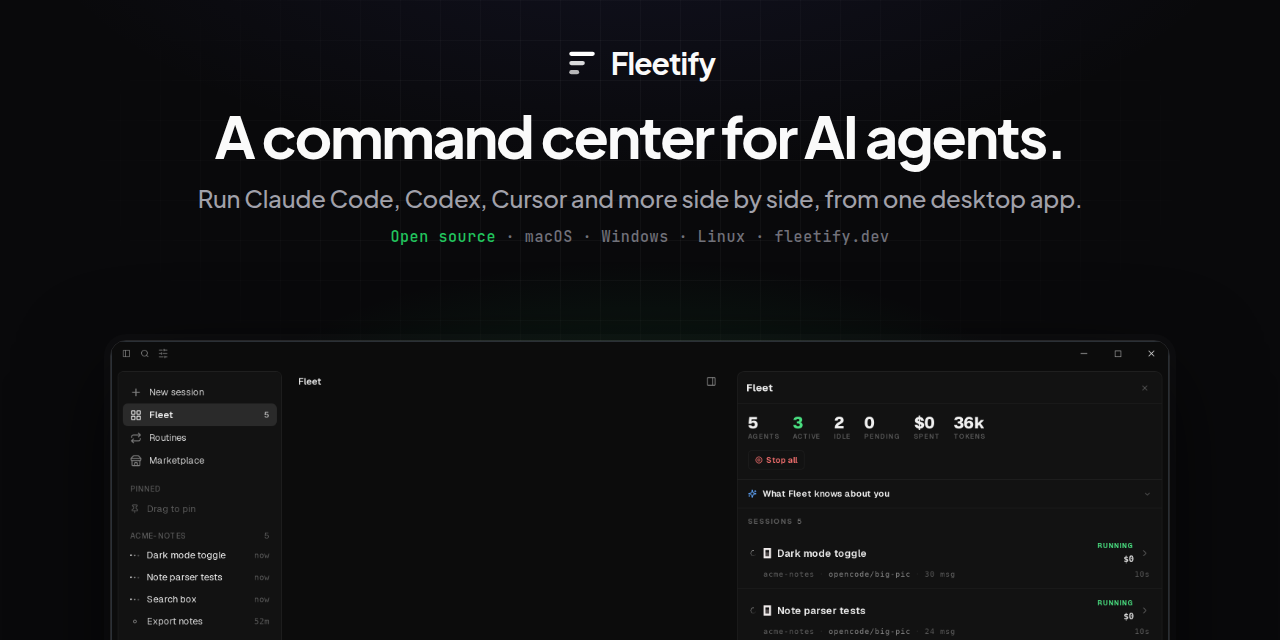 Fleetify
A command center for AI agents.
Run Claude Code, Codex, Cursor and more side by side, from one desktop app.
Open source · macOS · Windows · Linux · fleetify.dev
New session
Fleet 5
Routines
Marketplace
PINNED
Drag to pin
ACME-NOTES 5
Dark mode toggle now
Note parser tests now
Search box now
Export notes 52m
Fleet
Fleet
5 3 2 0 $0 36k
AGENTS ACTIVE IDLE PENDING SPENT TOKENS
Stop all
What Fleet knows about you
SESSIONS 5
RUNNING
Dark mode toggle
$0
acme-notes · opencode/big-pic · 30 msg 10s
RUNNING
Note parser tests
$0
acme-notes · opencode/big-pic · 24 msg 10s